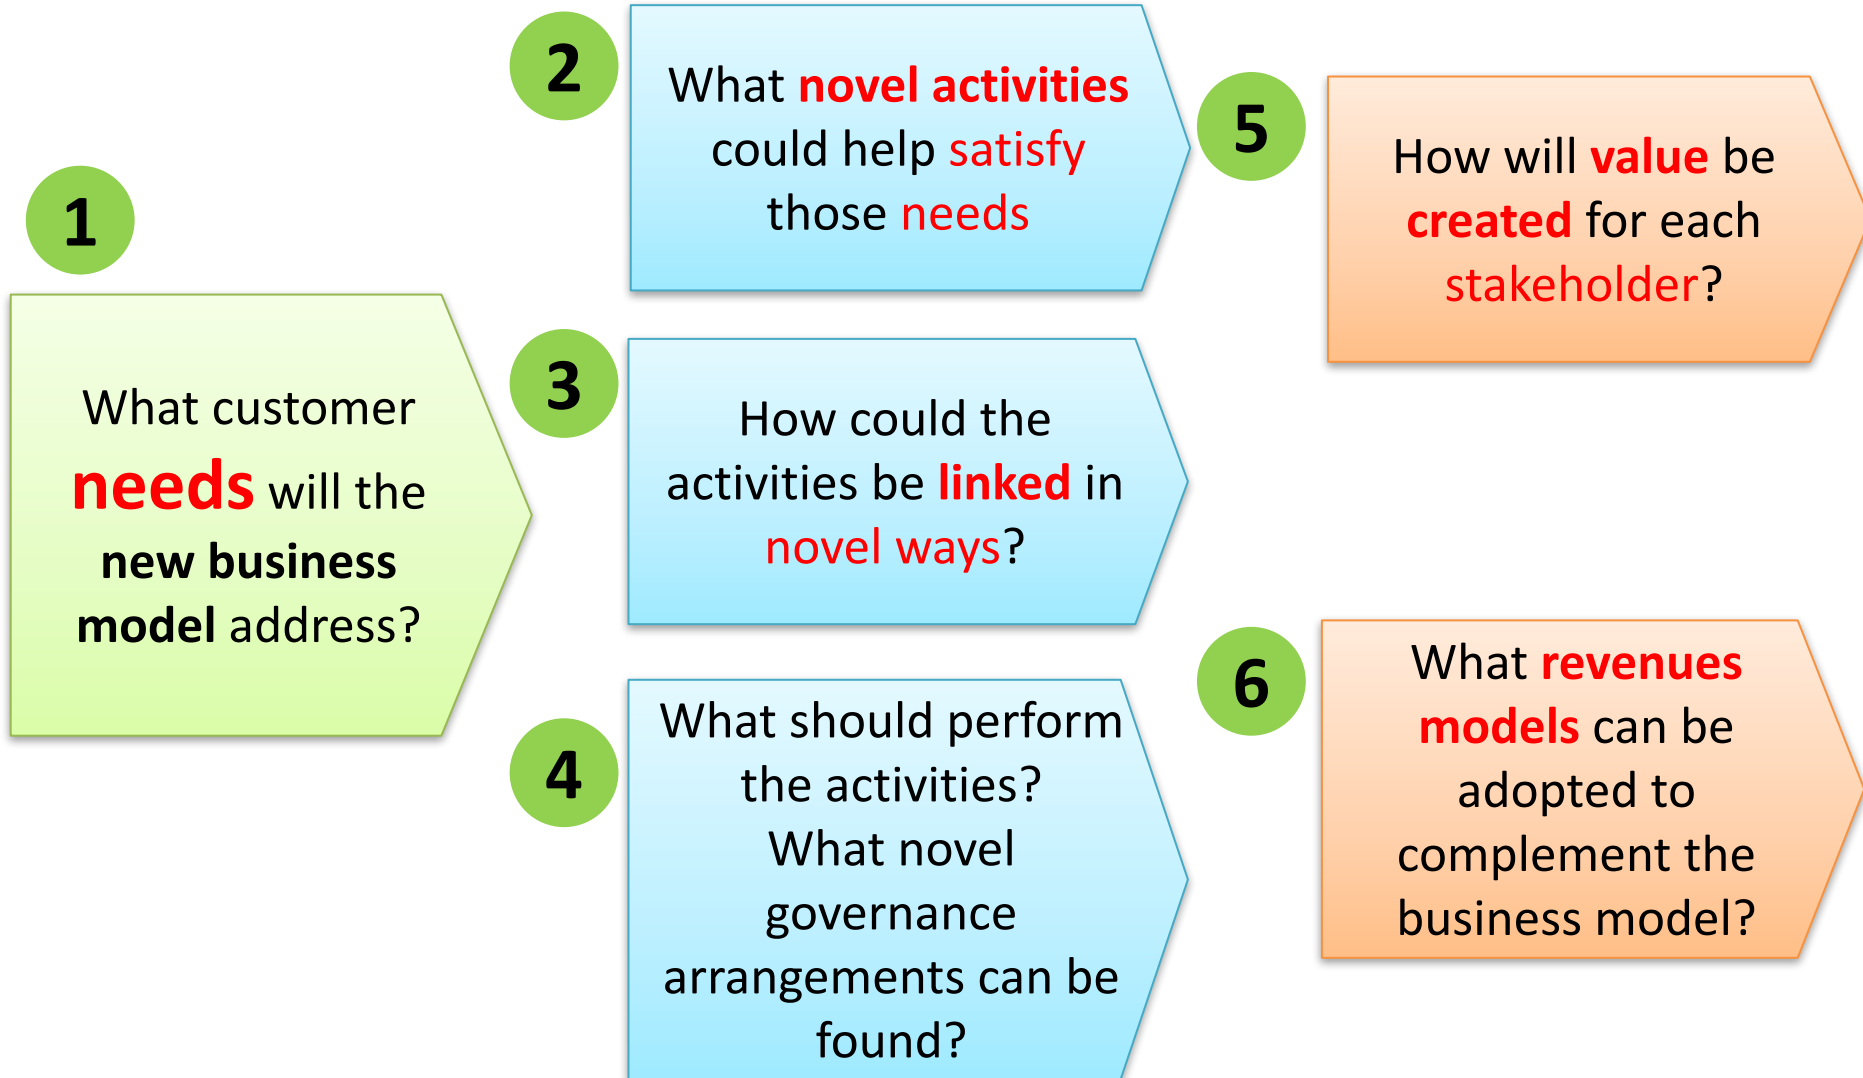 1
What customer
needs will the
new business
model address?
2
What novel activities
could help satisfy
those needs
3
How could the
activities be linked in
novel ways?
4
What should perform
the activities?
What novel
governance
arrangements can be
found?
5
How will value be
created for each
stakeholder?
6
What revenues
models can be
adopted to
complement the
business model?